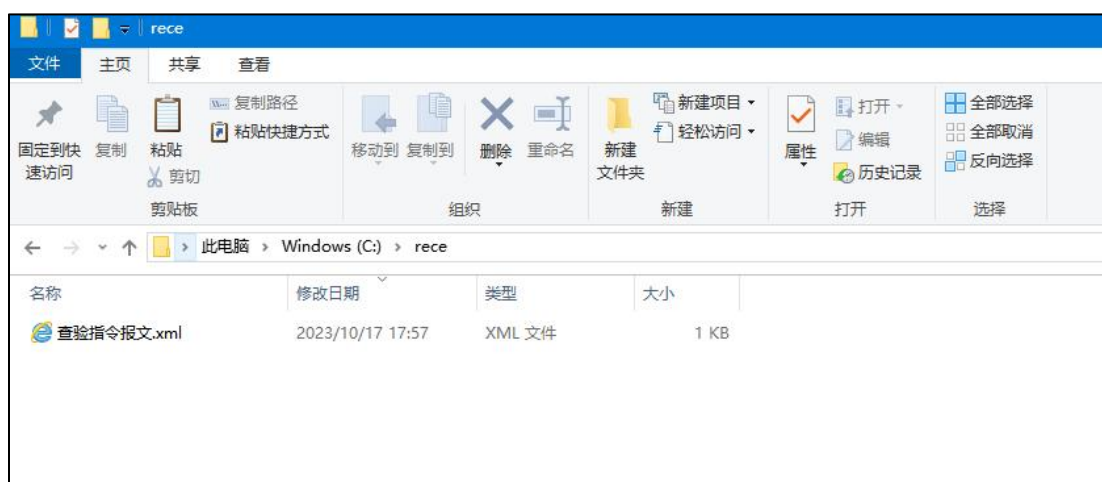 rece
文件 主页 共享 查看
固定到快速访问
复制
粘贴
复制路径
粘贴快捷方式
剪切
剪贴板
移动到
复制到
删除
重命名
组织
新建文件夹
新建项目
轻松访问
新建
属性
打开
编辑
历史记录
打开
全部选择
全部取消
反向选择
选择
此电脑 > Windows (C:) > rece
名称 修改日期 类型 大小
查验指令报文.xml 2023/10/17 17:57 XML 文件 1 KB